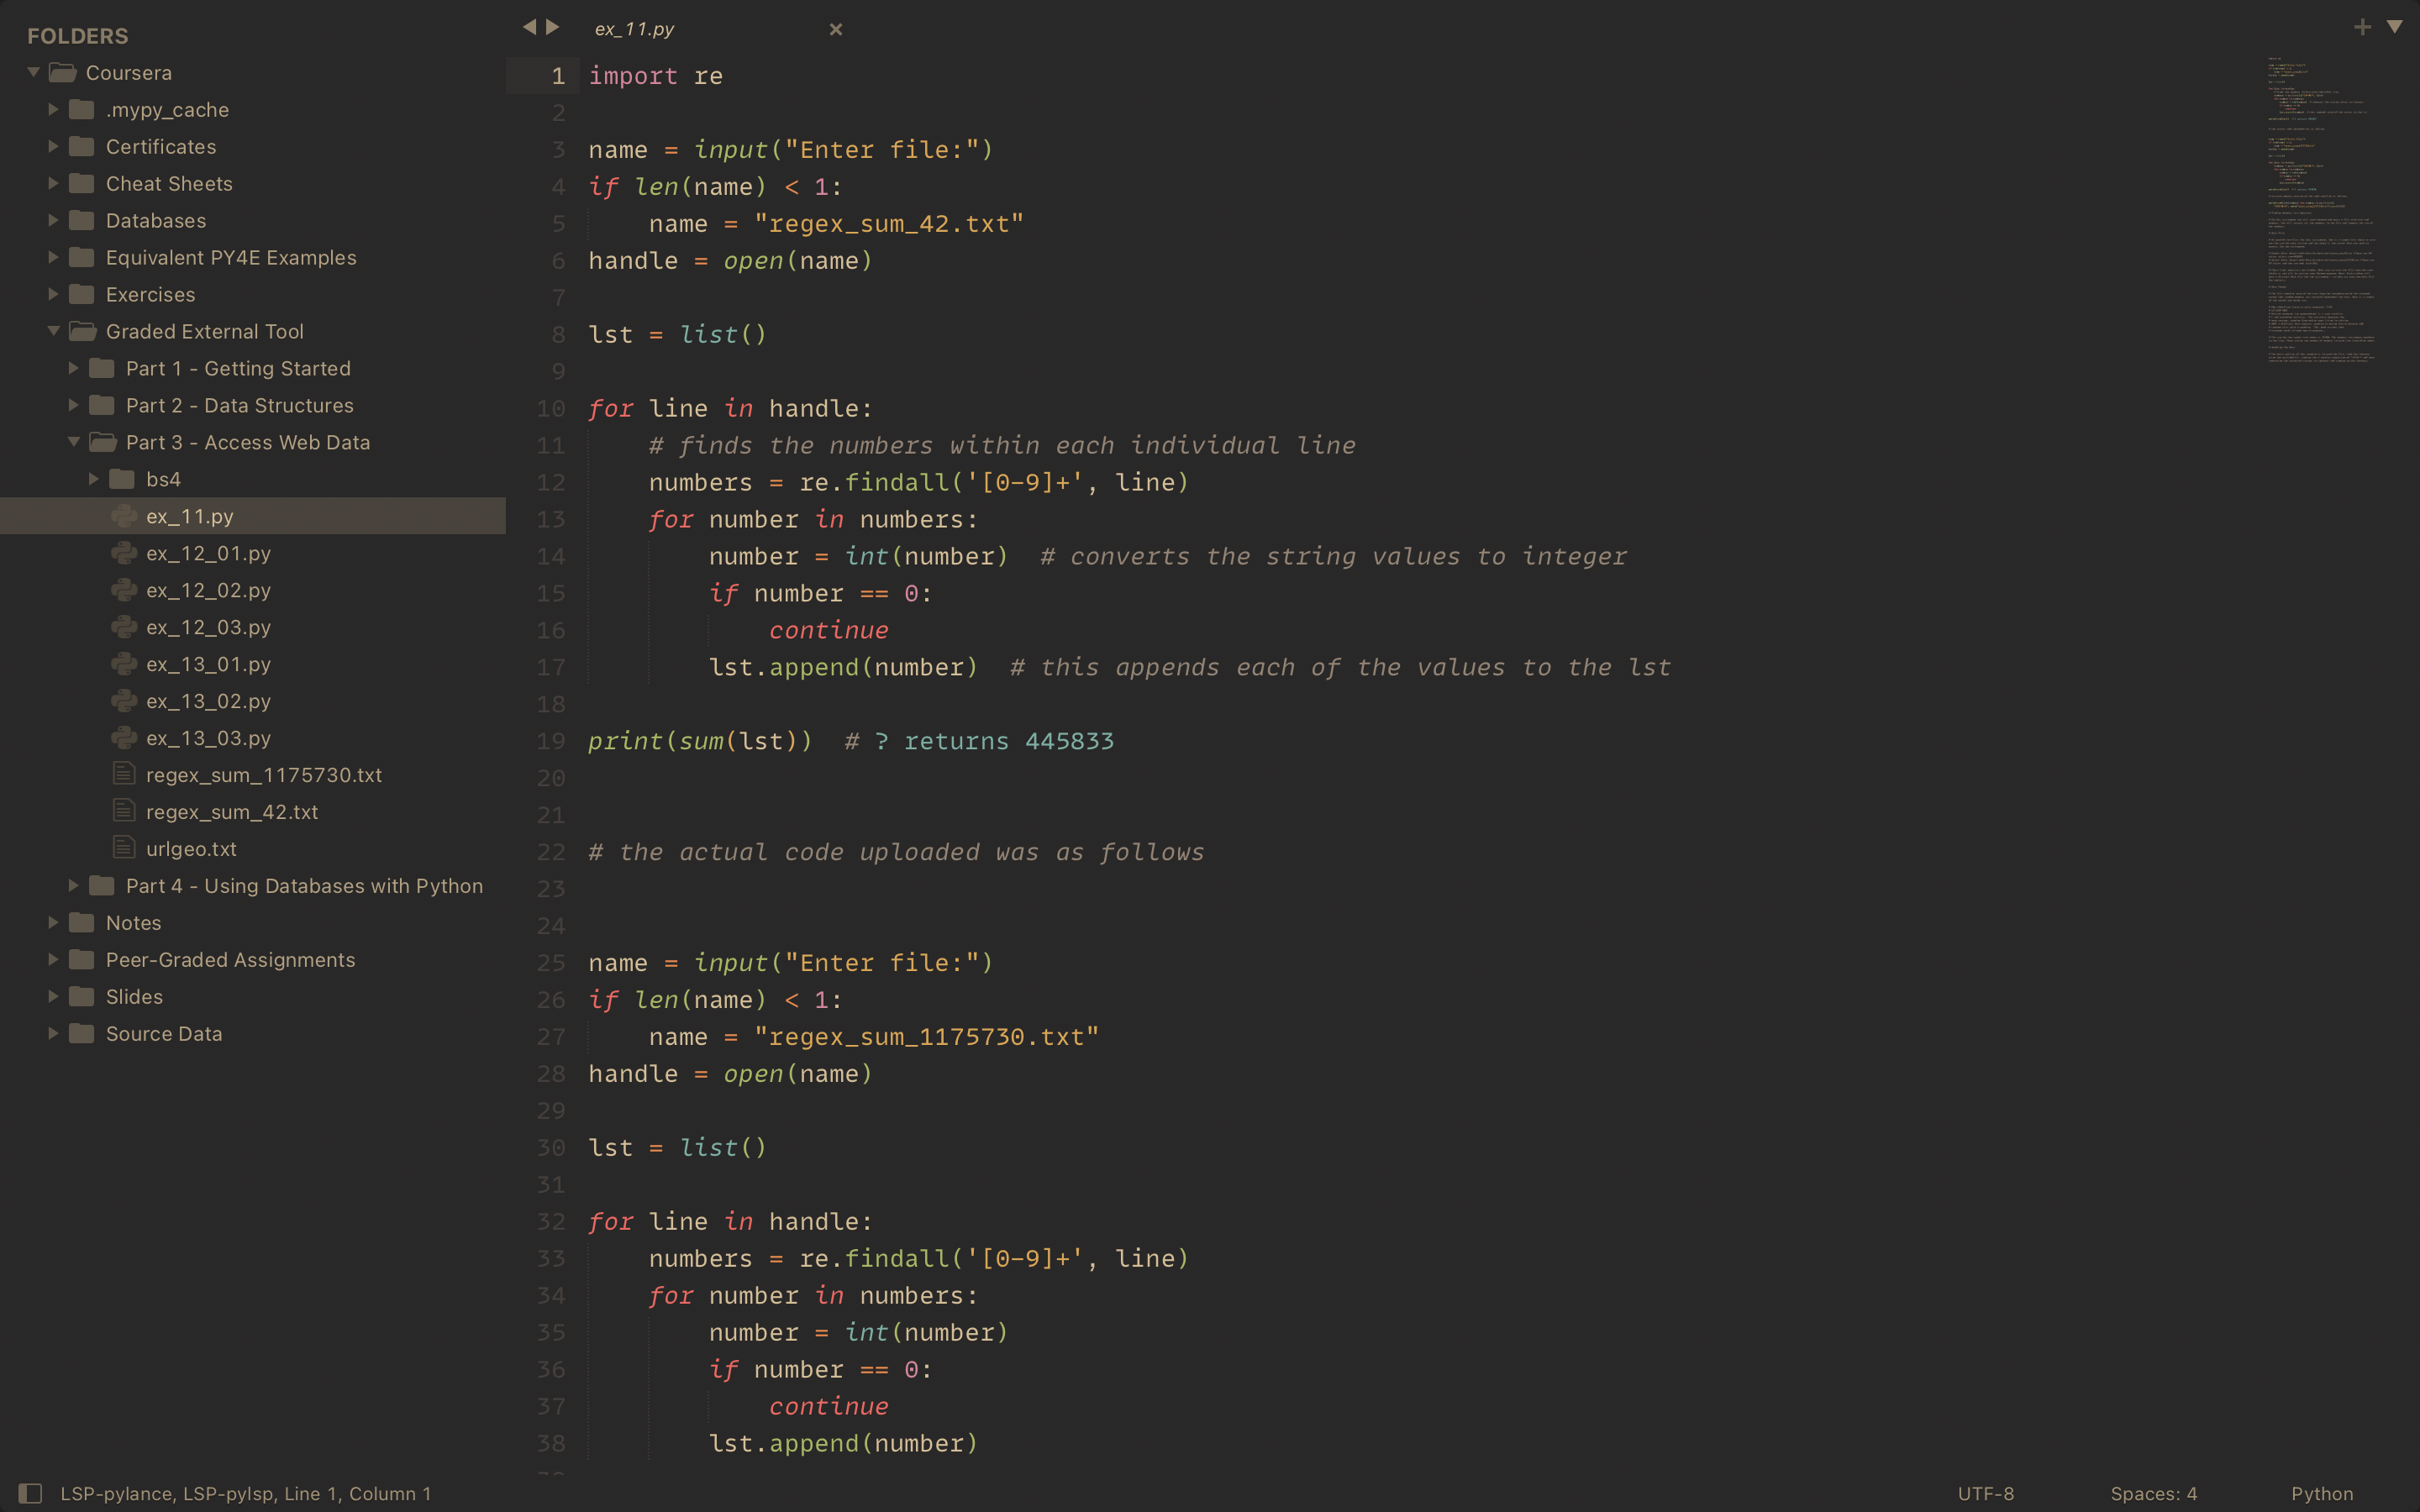 FOLDERS
Coursera
.mypy_cache
Certificates
Cheat Sheets
Databases
Equivalent PY4E Examples
Exercises
Graded External Tool
Part 1 - Getting Started
Part 2 - Data Structures
Part 3 - Access Web Data
bs4
ex_11.py
ex_12_01.py
ex_12_02.py
ex_12_03.py
ex_13_01.py
ex_13_02.py
ex_13_03.py
regex_sum_1175730.txt
regex_sum_42.txt
urlgeo.txt
Part 4 - Using Databases with Python
Notes
Peer-Graded Assignments
Slides
Source Data
ex_11.py
1 import re
2
3 name = input("Enter file:")
4 if len(name) < 1:
5     name = "regex_sum_42.txt"
6 handle = open(name)
7
8 lst = list()
9
10 for line in handle:
11     # finds the numbers within each individual line
12     numbers = re.findall('[0-9]+', line)
13     for number in numbers:
14         number = int(number)  # converts the string values to integer
15         if number == 0:
16             continue
17         lst.append(number)  # this appends each of the values to the lst
18
19 print(sum(lst))  # ? returns 445833
20
21
22 # the actual code uploaded was as follows
23
24
25 name = input("Enter file:")
26 if len(name) < 1:
27     name = "regex_sum_1175730.txt"
28 handle = open(name)
29
30 lst = list()
31
32 for line in handle:
33     numbers = re.findall('[0-9]+', line)
34     for number in numbers:
35         number = int(number)
36         if number == 0:
37             continue
38         lst.append(number)
LSP-pylance, LSP-pylsp, Line 1, Column 1
UTF-8
Spaces: 4
Python